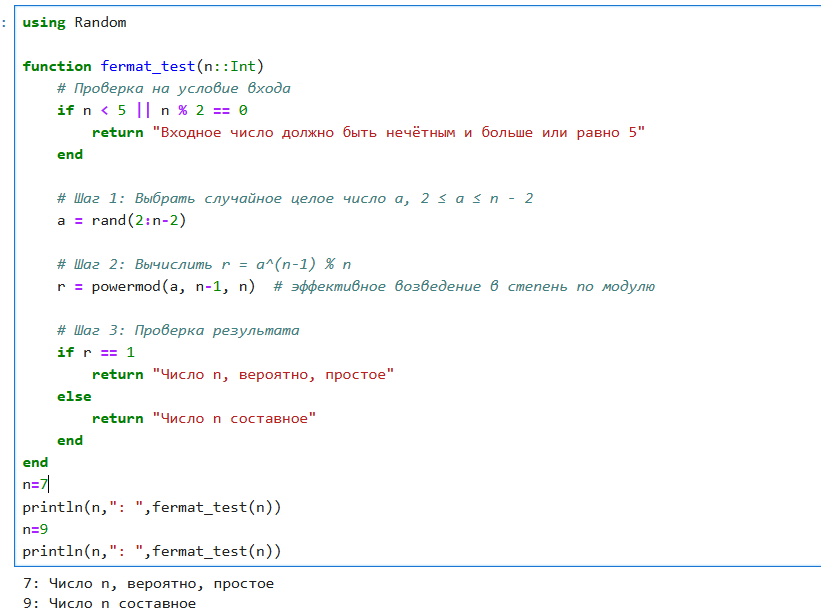 :
using Random
function fermat_test(n::Int)
# Проверка на условие входа
if n < 5 || n % 2 == 0
return "Входное число должно быть нечётным и больше или равно 5"
end
# Шаг 1: Выбрать случайное целое число a, 2 ≤ a ≤ n - 2
a = rand(2:n-2)
# Шаг 2: Вычислить r = a^(n-1) % n
r = powermod(a, n-1, n)  # эффективное возведение в степень по модулю
# Шаг 3: Проверка результата
if r == 1
return "Число n, вероятно, простое"
else
return "Число n составное"
end
end
n=7
println(n,": ",fermat_test(n))
n=9
println(n,": ",fermat_test(n))
7: Число n, вероятно, простое
9: Число n составное